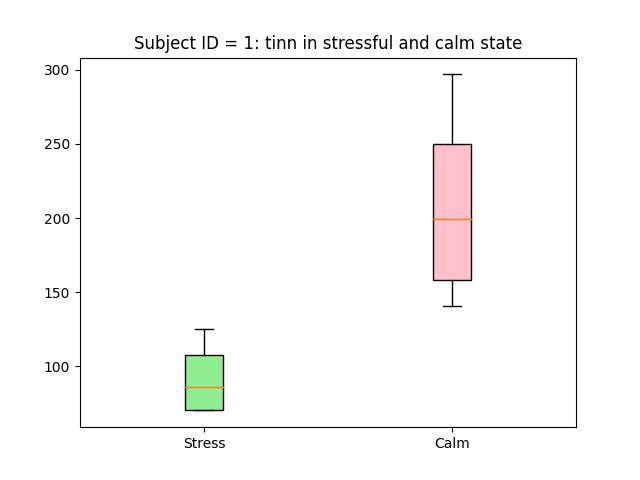 Subject ID = 1: tinn in stressful and calm state
300
250
200
150
100
Stress Calm